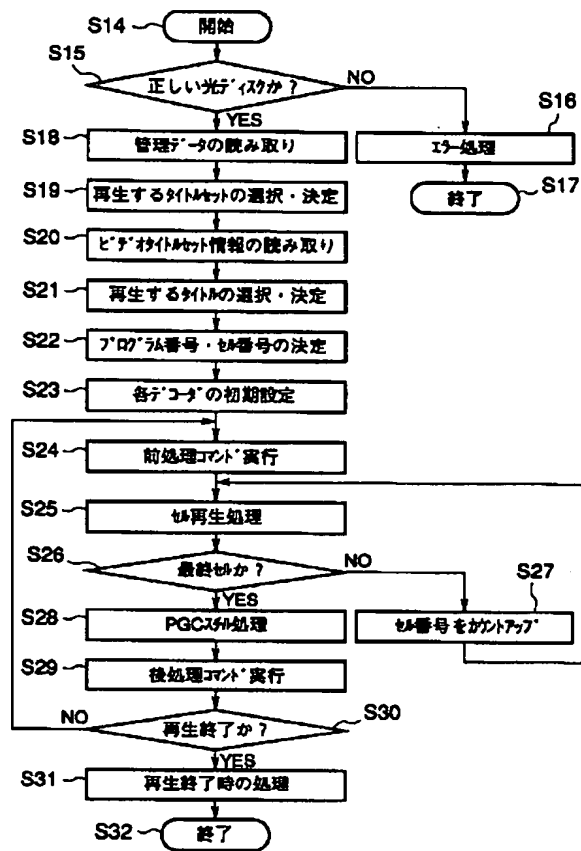 S14
開始
S15
正しい光ディスクか？
NO
YES
S16
エラー処理
S17
終了
S18
管理データの読み取り
S19
再生するタイトルセットの選択・決定
S20
ビデオタイトルセット情報の読み取り
S21
再生するタイトルの選択・決定
S22
プログラム番号・セル番号の決定
S23
各デコーダの初期設定
S24
前処理コマンド実行
S25
セル再生処理
S26
最終セルか？
NO
YES
S27
セル番号をカウントアップ
S28
PGCスチル処理
S29
後処理コマンド実行
NO
再生終了か？
S30
YES
S31
再生終了時の処理
S32
終了